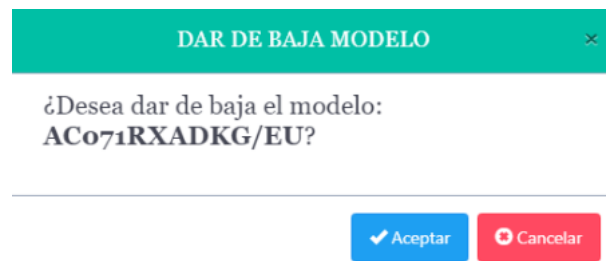 DAR DE BAJA MODELO ×
¿Desea dar de baja el modelo:
AC071RXADKG/EU?
Aceptar Cancelar